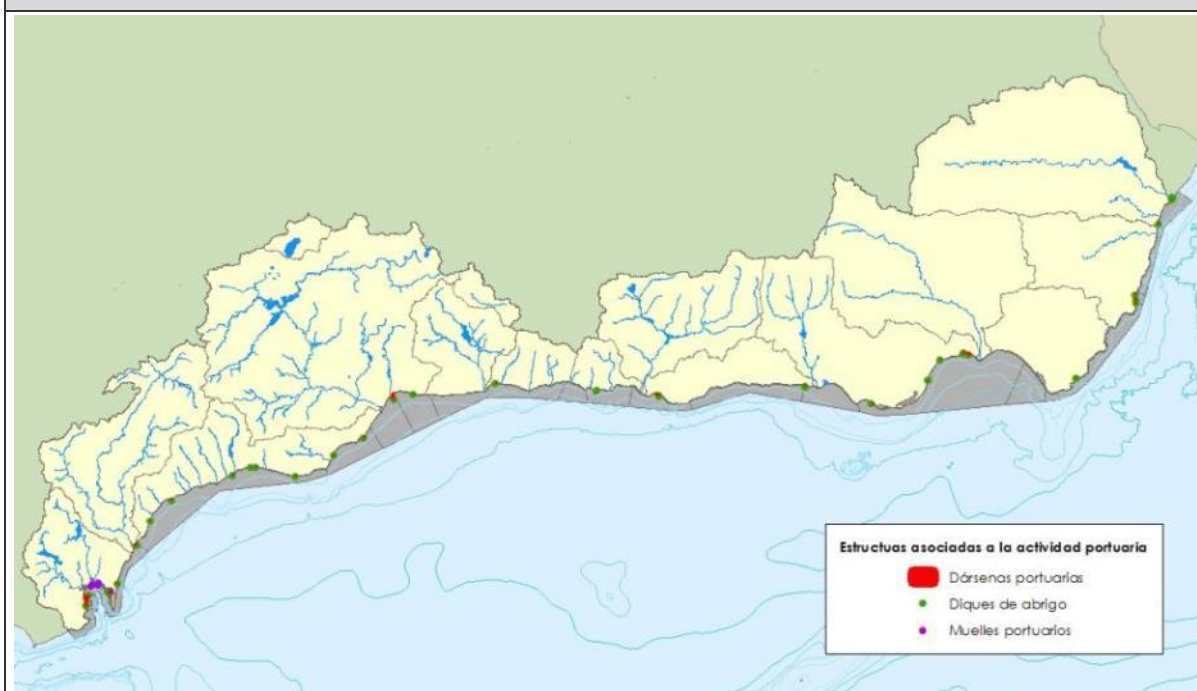 Estructuas asociadas a la actividad portuaria
Dársenas portuarias
Diques de abrigo
Muelles portuarios